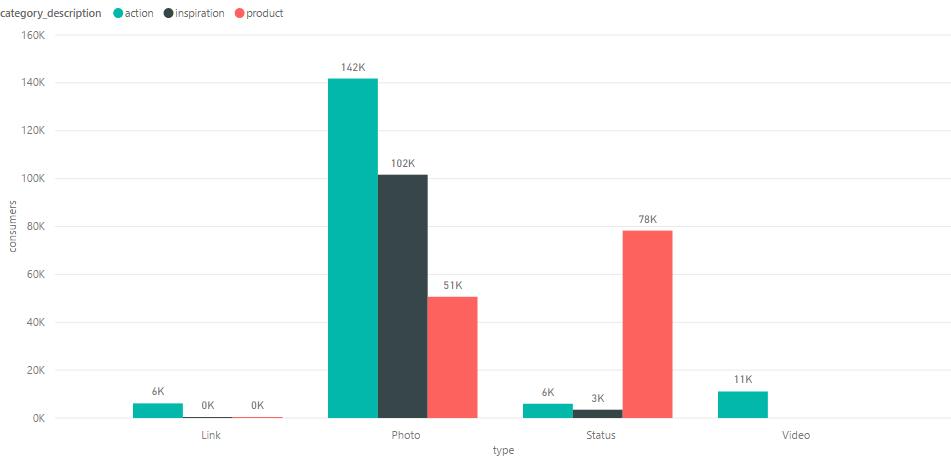 category_description action inspiration product
160K
140K
120K
100K
80K
60K
40K
20K
0K
consumers
6K 0K 0K
142K 102K 51K
6K 3K 78K
11K
Link Photo Status Video
type